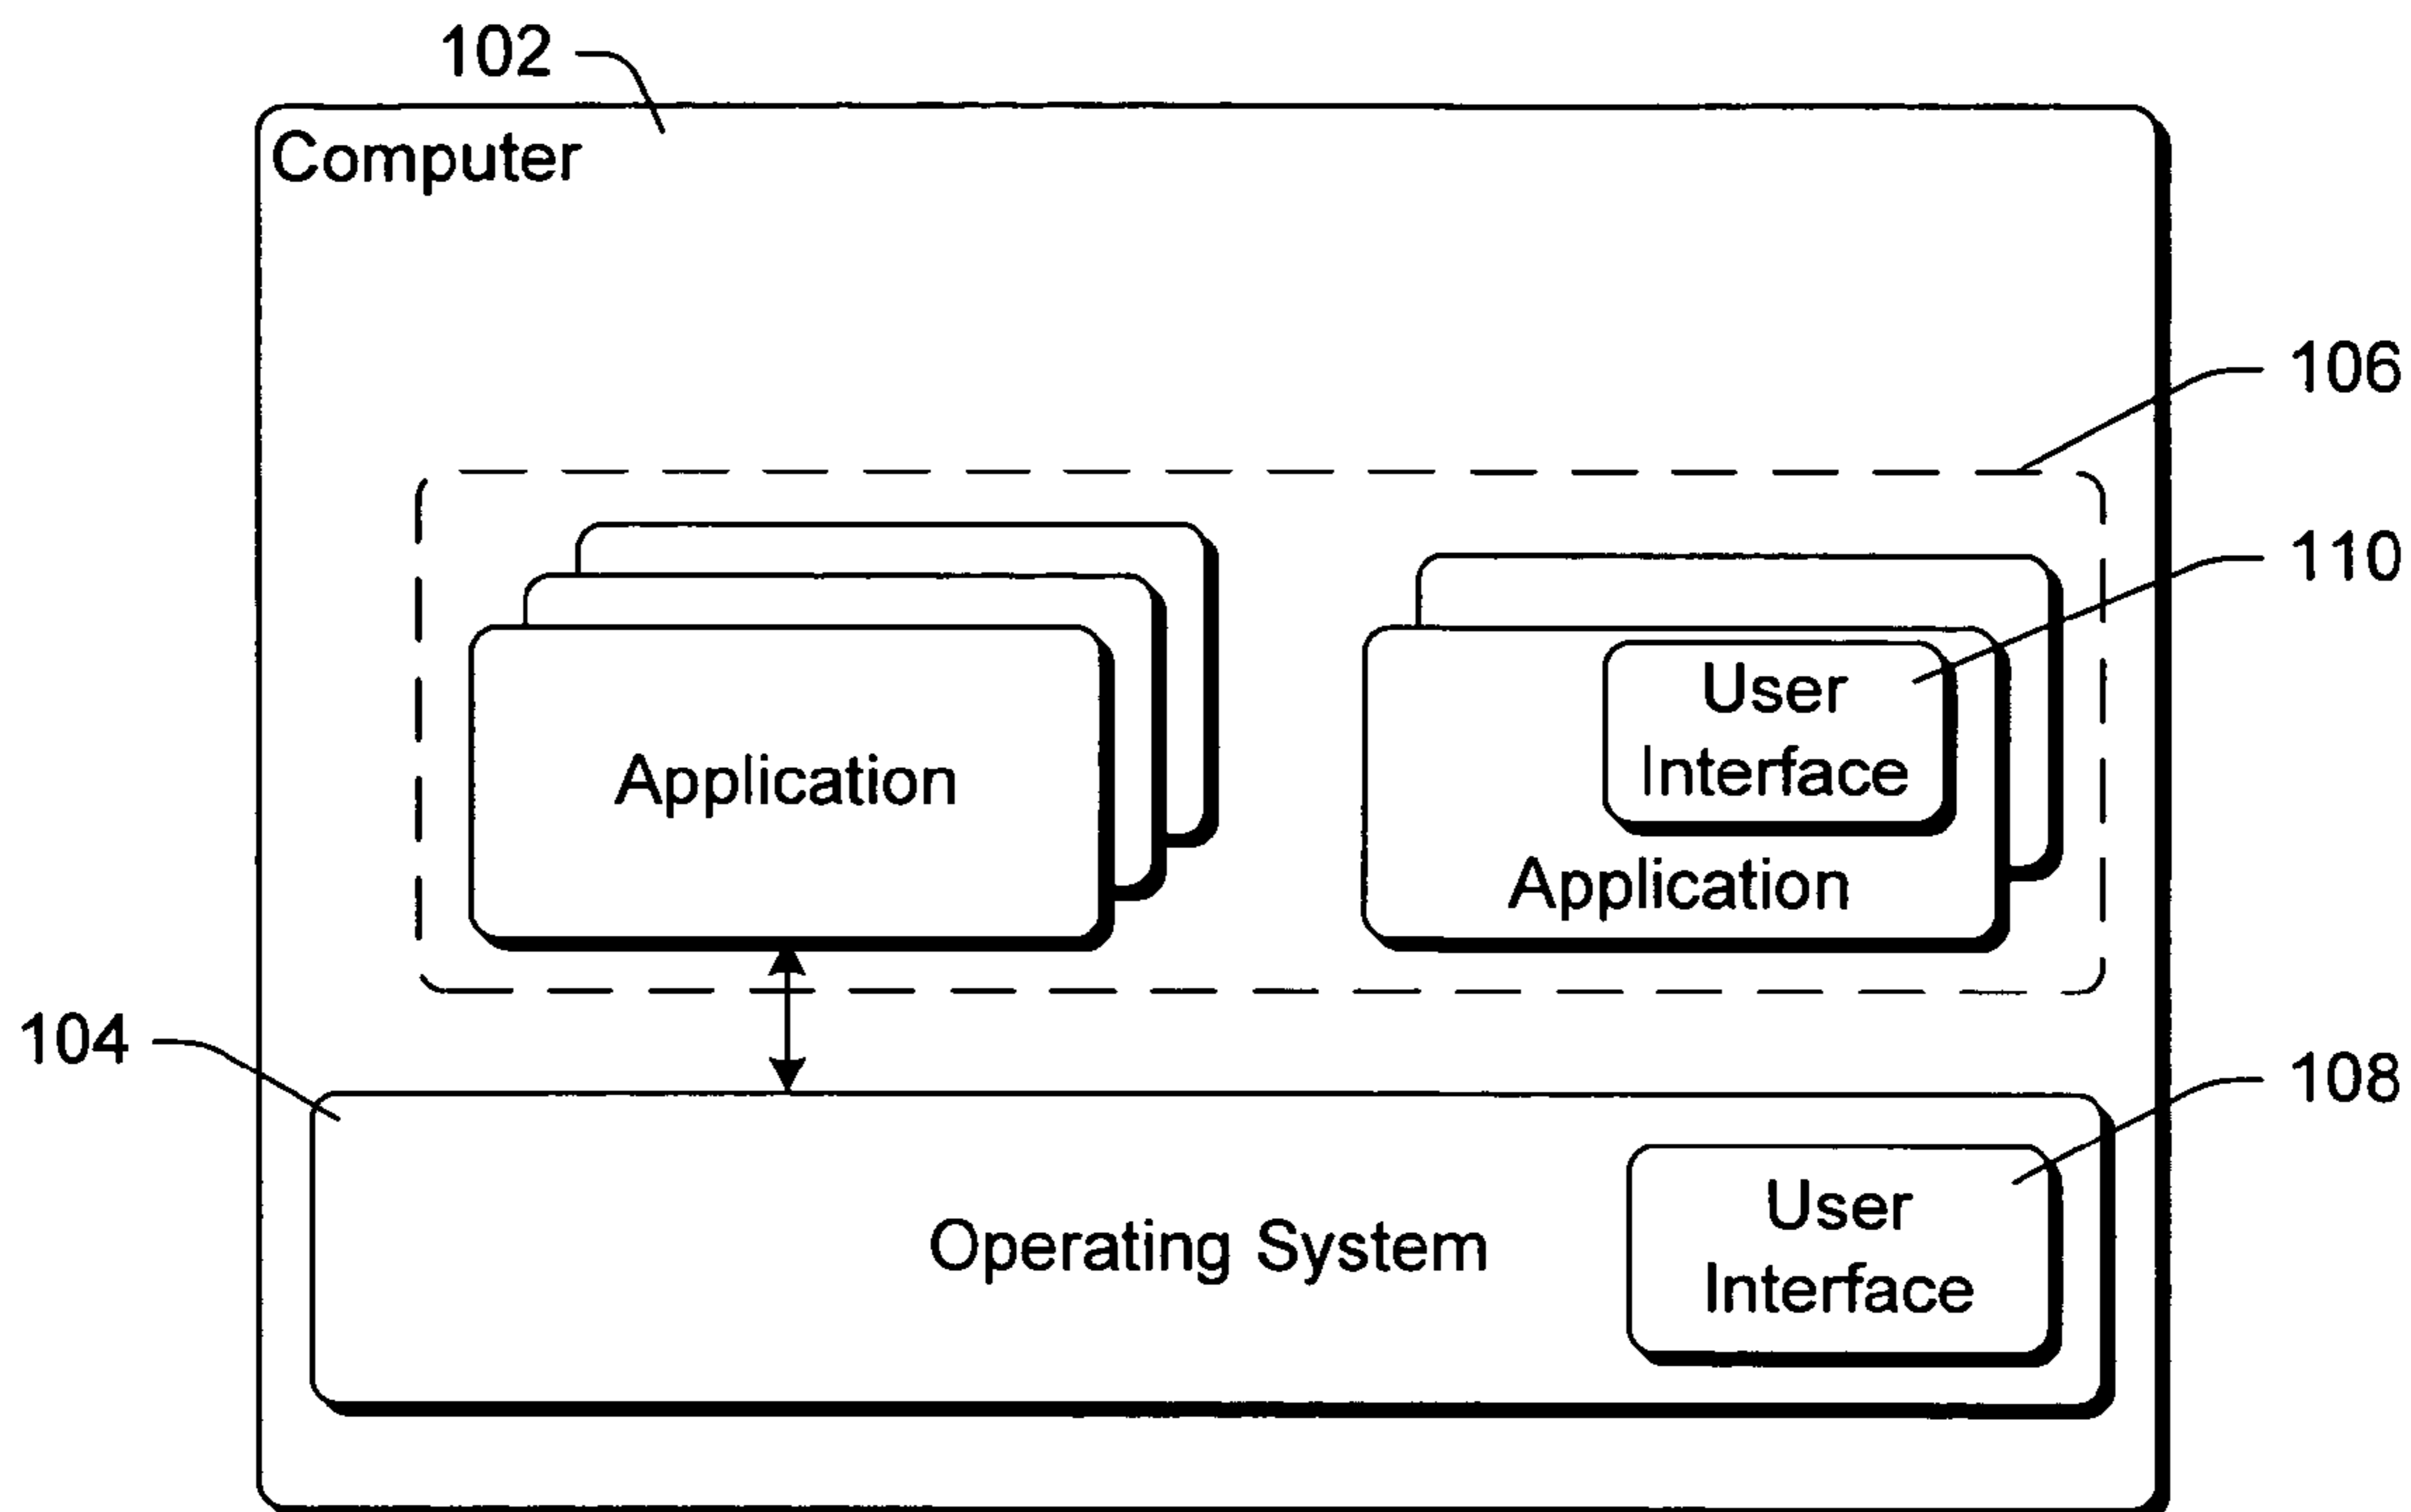 102
Computer
106
110
User
Interface
Application
Application
104
108
User
Interface
Operating System